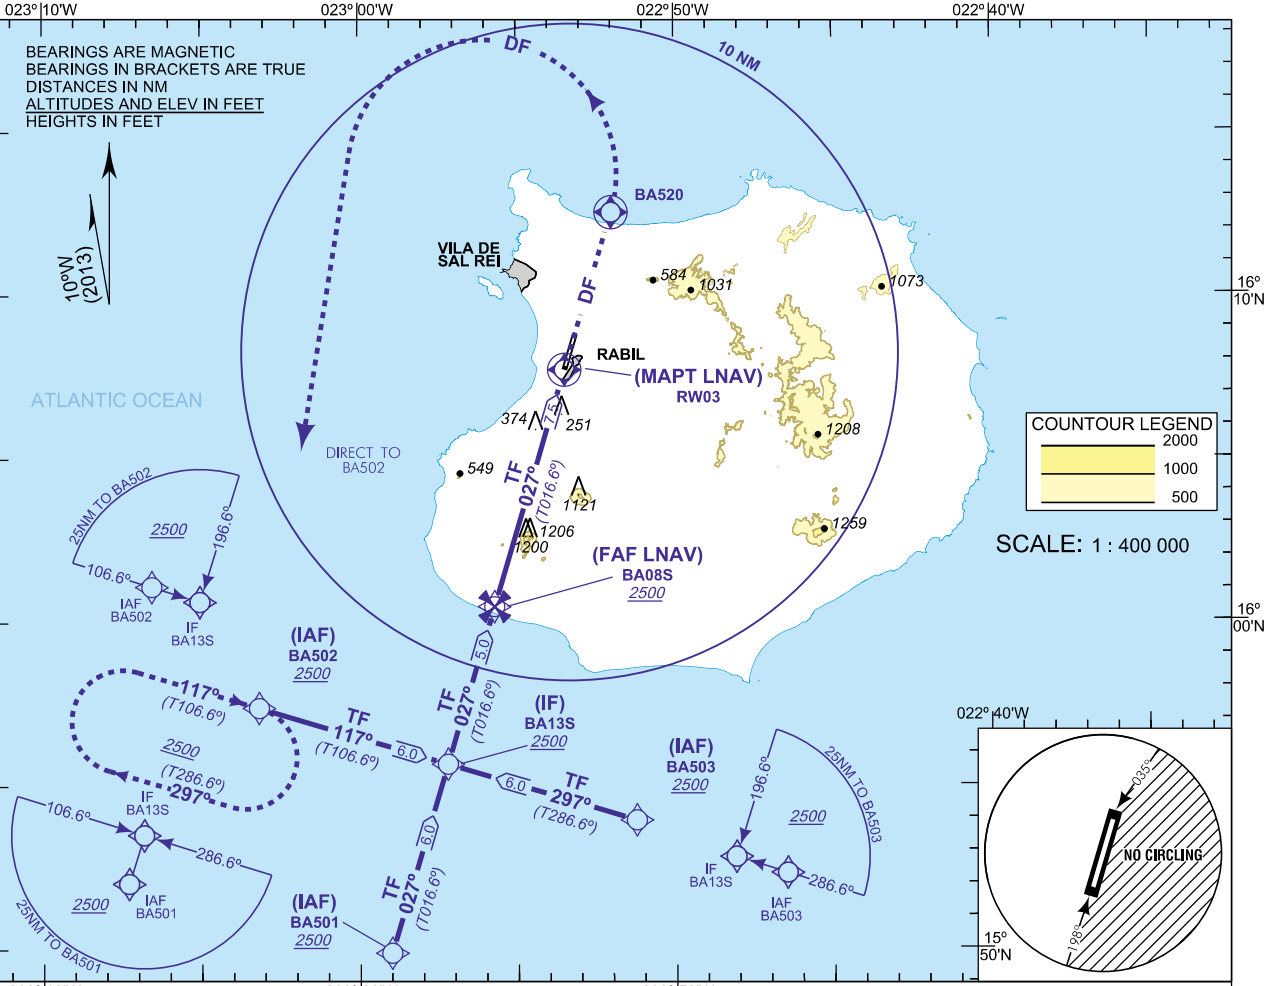 023°10'W
023°00'W
022°50'W
022°40'W
BEARINGS ARE MAGNETIC
BEARINGS IN BRACKETS ARE TRUE
DISTANCES IN NM
ALTITUDES AND ELEV IN FEET
HEIGHTS IN FEET
10°W
(2013)
DF
10 NM
BA520
VILA DE
SAL REI
DF
584
1031
1073
16°
10'N
RABIL
(MAPT LNAV)
RW03
ATLANTIC OCEAN
374
7.5
251
DIRECT TO
BA502
549
TF
027°
(T016.6°)
1121
1206
1200
1208
1259
COUNTOUR LEGEND
2000
1000
500
SCALE: 1 : 400 000
(FAF LNAV)
BA08S
2500
16°
00'N
25NM TO BA502
2500
196.6°
106.6°
IAF
BA502
IF
BA13S
(IAF)
BA502
2500
5.0
TF
027°
(T016.6°)
(IF)
BA13S
2500
117°
(T106.6°)
2500
(T286.6°)
297°
TF
117°
(T106.6°)
6.0
6.0
TF
297°
(T286.6°)
(IAF)
BA503
2500
196.6°
25NM TO BA503
2500
IF
BA13S
286.6°
IAF
BA503
IF
BA13S
106.6°
286.6°
2500
IAF
BA501
25NM TO BA501
6.0
TF
027°
(T016.6°)
(IAF)
BA501
2500
022°40'W
035°
NO CIRCLING
198°
15°
50'N